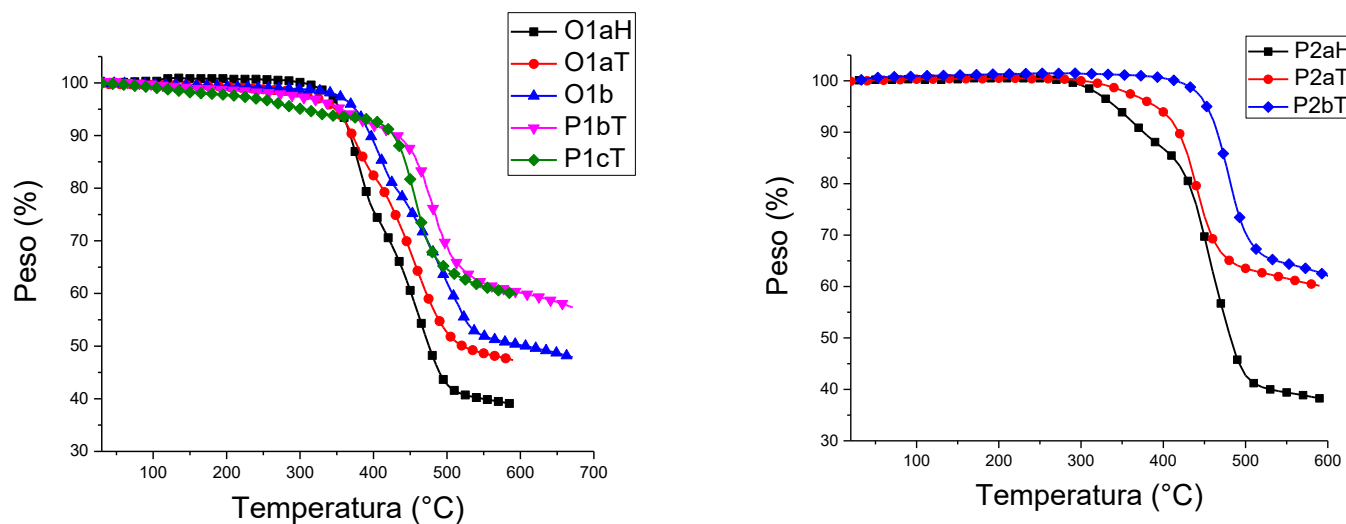 O1aH
O1aT
O1b
P1bT
P1cT
100
90
80
70
60
50
40
30
Peso (%)
100 200 300 400 500 600 700
Temperatura (°C)
P2aH
P2aT
P2bT
100
90
80
70
60
50
40
30
Peso (%)
100 200 300 400 500 600
Temperatura (°C)